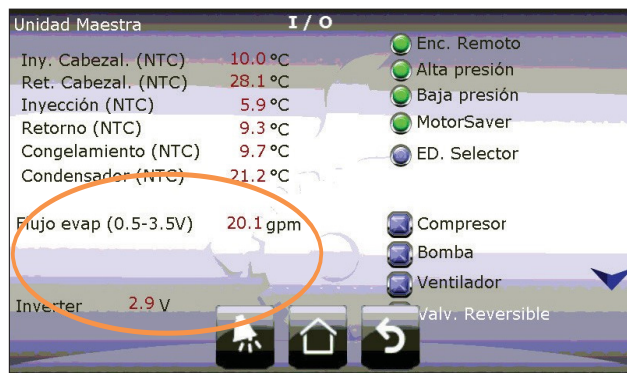 Unidad Maestra I / O
Iny. Cabezal. (NTC) 10.0 °C
Ret. Cabezal. (NTC) 28.1 °C
Inyección (NTC) 5.9 °C
Retorno (NTC) 9.3 °C
Congelamiento (NTC) 9.7 °C
Condensador (NTC) 21.2 °C
Flujo evap (0.5-3.5V) 20.1 gpm
Inverter 2.9 V
Enc. Remoto
Alta presión
Baja presión
MotorSaver
ED. Selector
Compresor
Bomba
Ventilador
Valv. Reversible